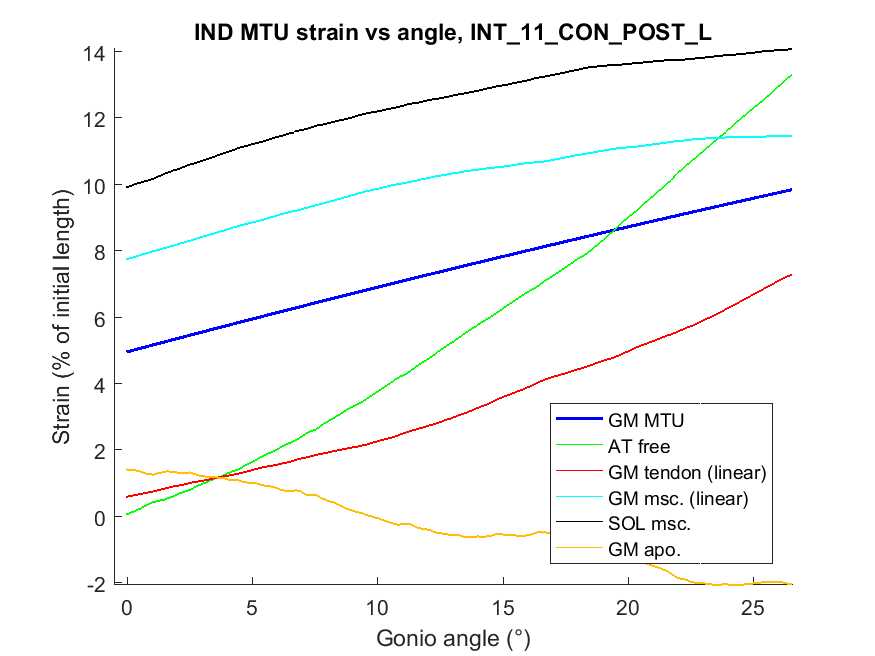 IND MTU strain vs angle, INT_11_CON_POST_L
14
12
10
8
6
4
2
0
-2
Strain (% of initial length)
GM MTU
AT free
GM tendon (linear)
GM msc. (linear)
SOL msc.
GM apo.
0 5 10 15 20 25
Gonio angle (°)